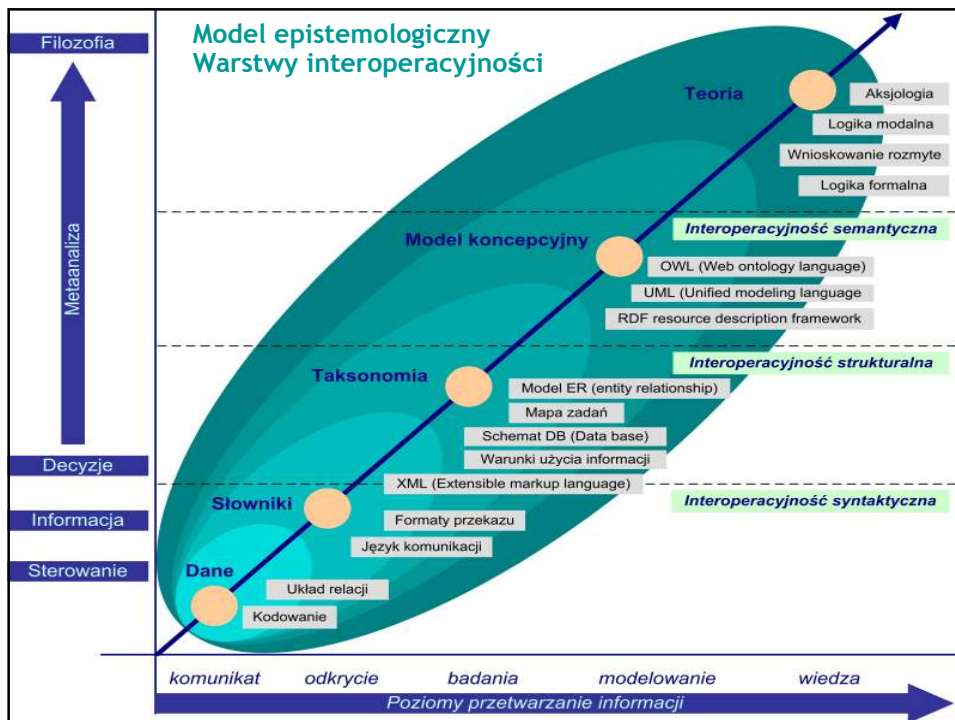 Model epistemologiczny
Warstwy interoperacyjności
Filozofia
Metaanaliza
Decyzje
Informacja
Sterowanie
Teoria
Aksjologia
Logika modalna
Wnioskowanie rozmyte
Logika formalna
Interoperacyjność semantyczna
Model koncepcyjny
OWL (Web ontology language)
UML (Unified modeling language
RDF resource description framework
Interoperacyjność strukturalna
Taksonomia
Model ER (entity relationship)
Mapa zadań
Schemat DB (Data base)
Warunki użycia informacji
XML (Extensible markup language)
Interoperacyjność syntaktyczna
Słowniki
Formaty przekazu
Język komunikacji
Dane
Układ relacji
Kodowanie
komunikat odkrycie badania modelowanie wiedza
Poziomy przetwarzanie informacji